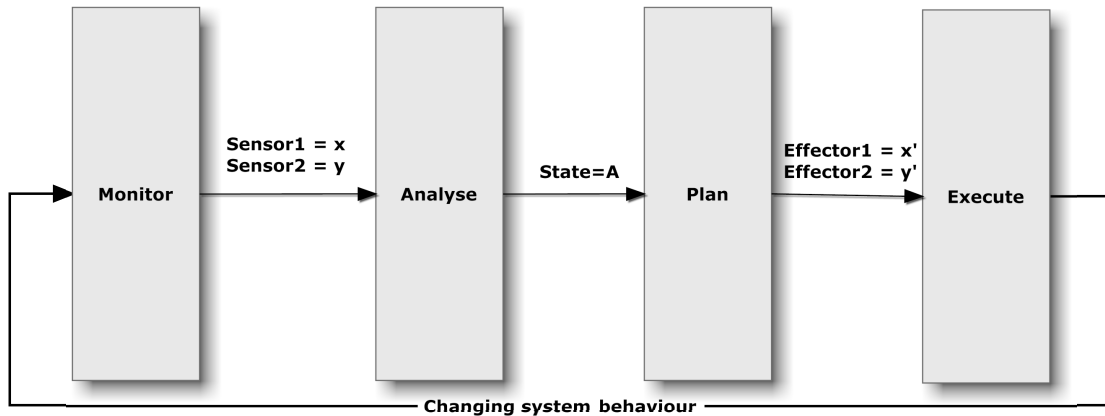 Sensor1 = x
Sensor2 = y
Effector1 = x'
Effector2 = y'
State=A
Monitor
Analyse
Plan
Execute
Changing system behaviour